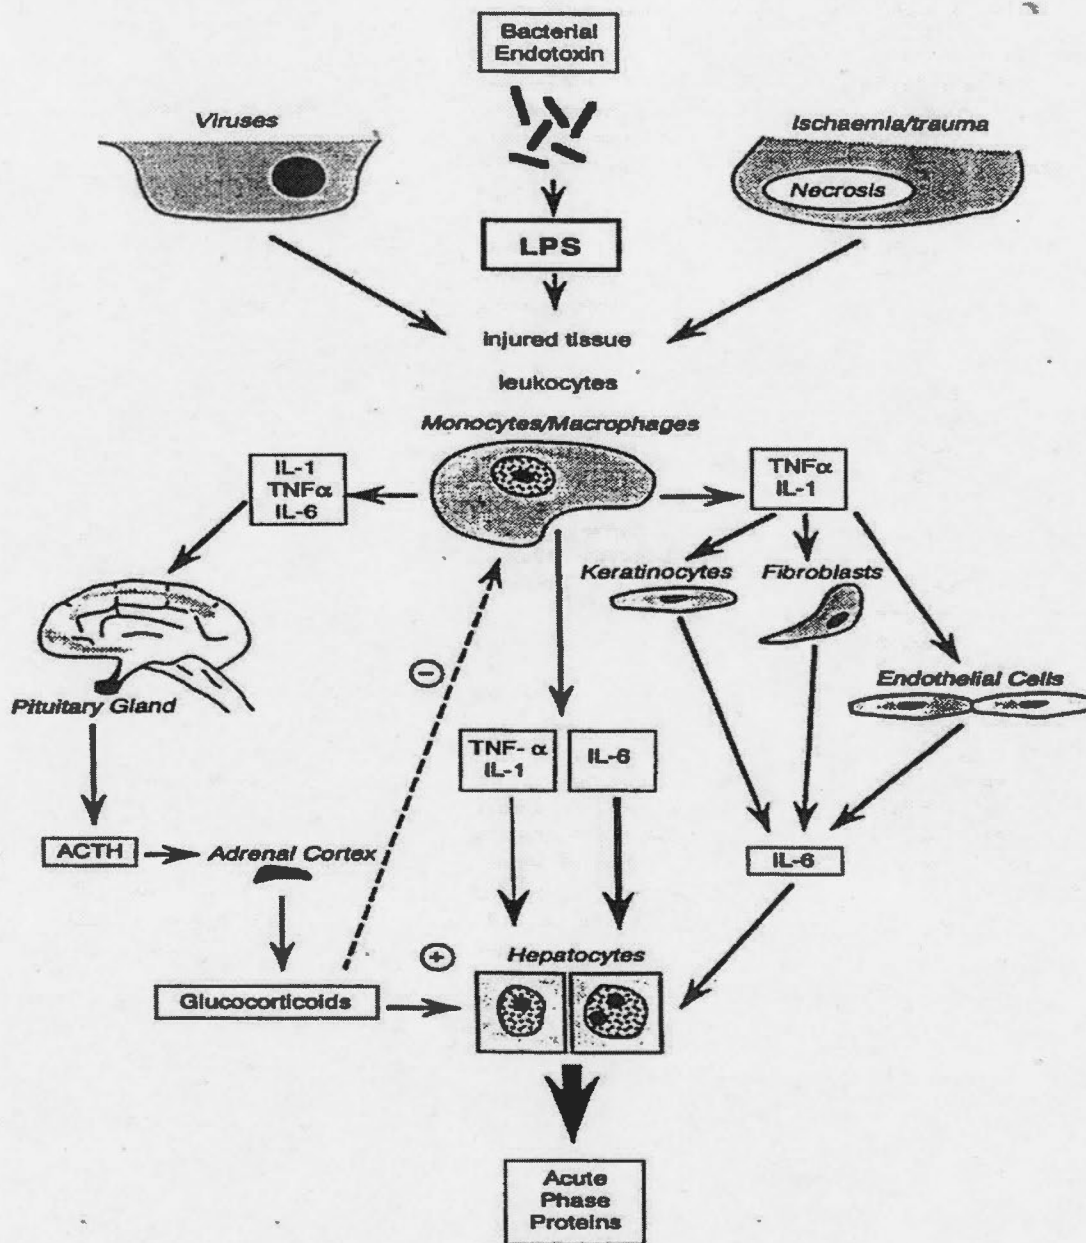 Bacterial
Endotoxin
Viruses
Ischaemia/trauma
Necrosis
LPS
injured tissue
leukocytes
Monocytes/Macrophages
IL-1
TNFα
IL-6
TNFα
IL-1
Keratinocytes
Fibroblasts
Endothelial Cells
Pituitary Gland
−
TNF-α
IL-1
IL-6
ACTH
Adrenal Cortex
IL-6
+
Hepatocytes
Glucocorticoids
Acute
Phase
Proteins